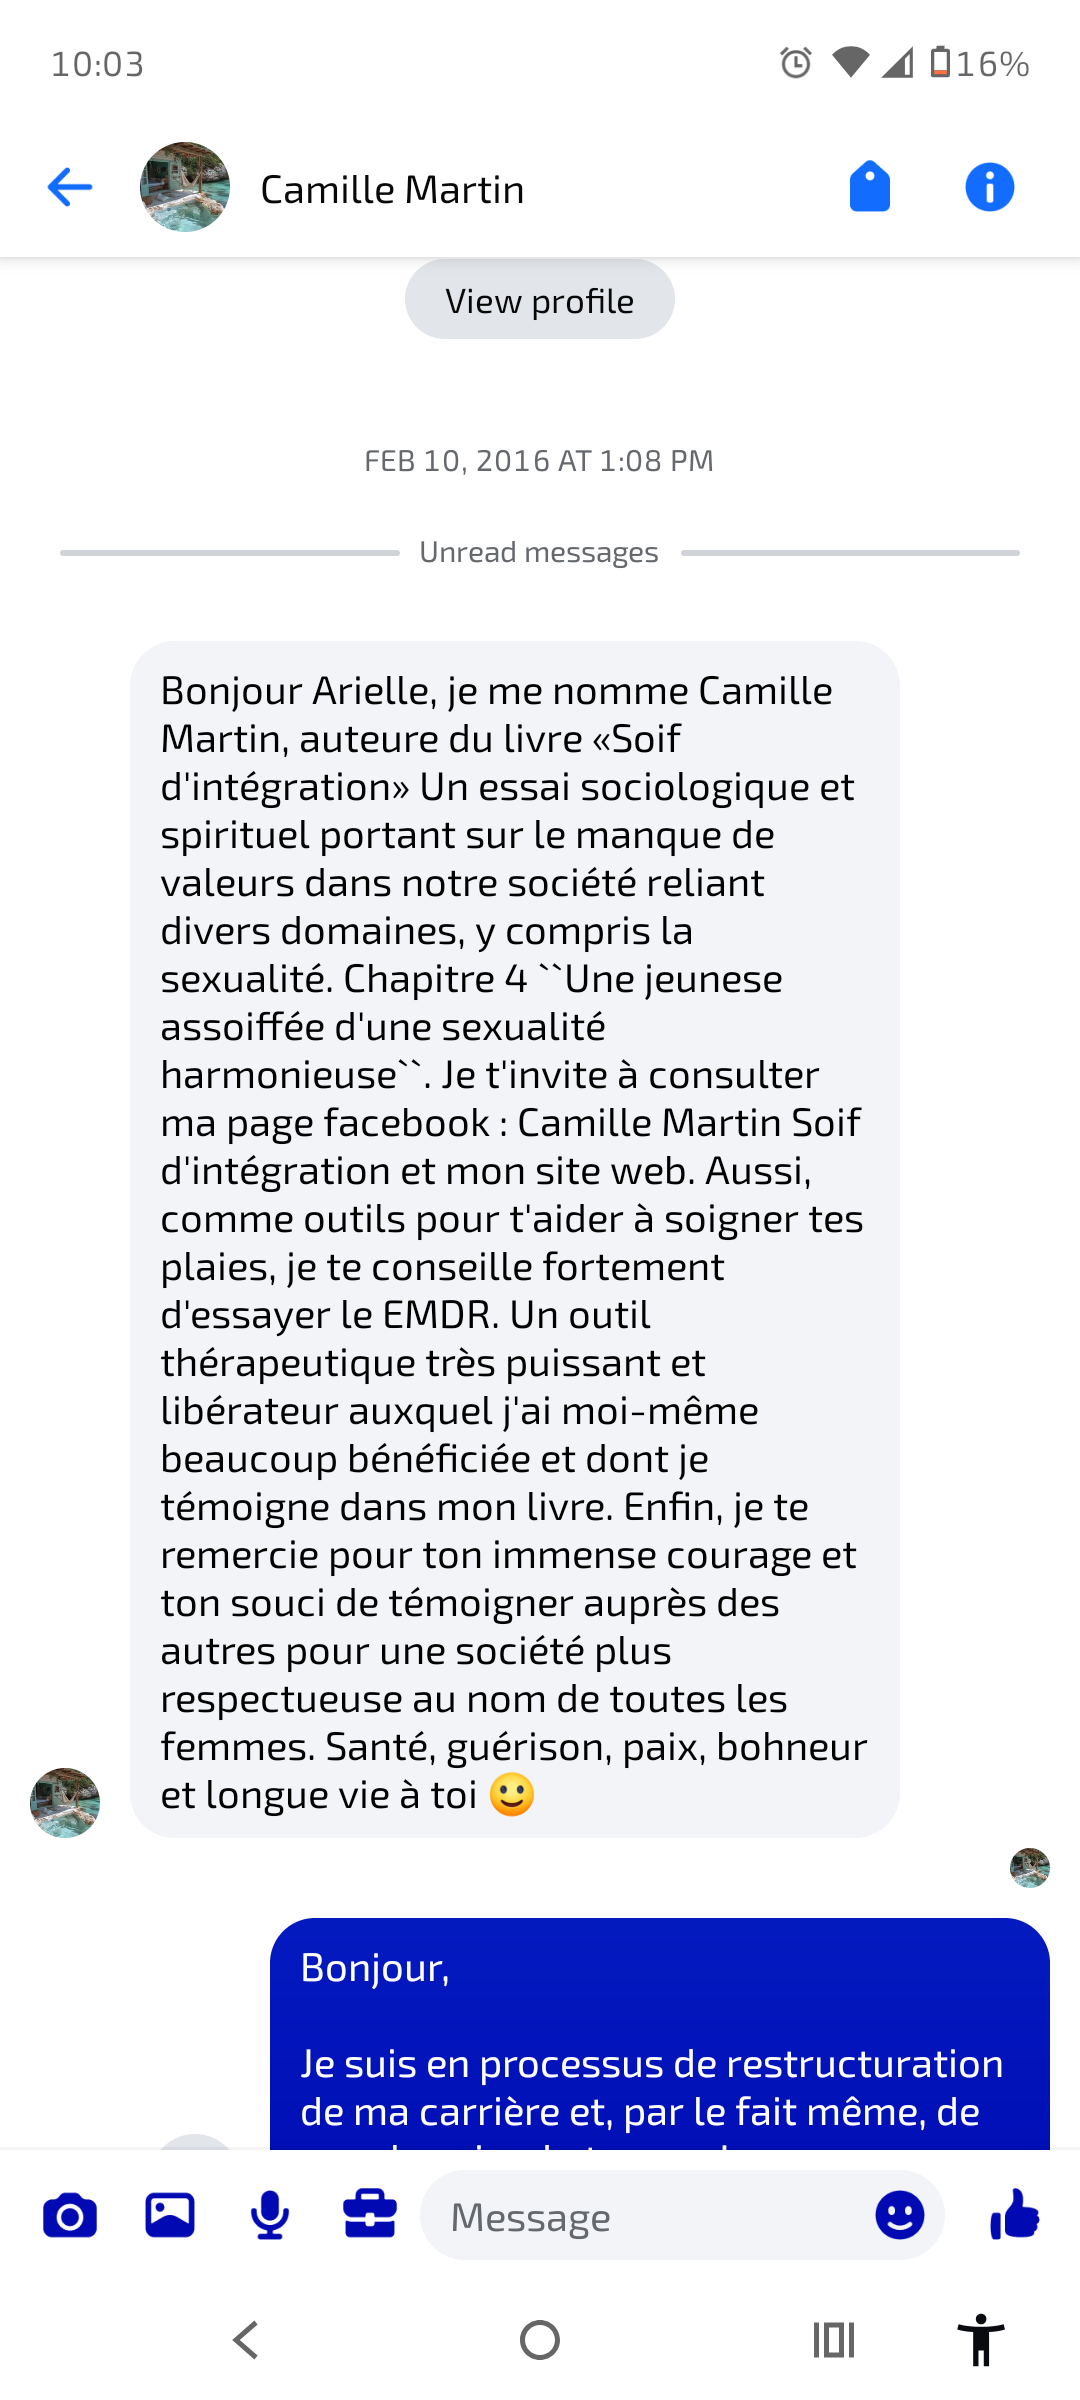 10:03
16%
Camille Martin
View profile
FEB 10, 2016 AT 1:08 PM
Unread messages
Bonjour Arielle, je me nomme Camille
Martin, auteure du livre «Soif
d'intégration» Un essai sociologique et
spirituel portant sur le manque de
valeurs dans notre société reliant
divers domaines, y compris la
sexualité. Chapitre 4 ``Une jeunese
assoiffée d'une sexualité
harmonieuse``. Je t'invite à consulter
ma page facebook : Camille Martin Soif
d'intégration et mon site web. Aussi,
comme outils pour t'aider à soigner tes
plaies, je te conseille fortement
d'essayer le EMDR. Un outil
thérapeutique très puissant et
libérateur auxquel j'ai moi-même
beaucoup bénéficiée et dont je
témoigne dans mon livre. Enfin, je te
remercie pour ton immense courage et
ton souci de témoigner auprès des
autres pour une société plus
respectueuse au nom de toutes les
femmes. Santé, guérison, paix, bohneur
et longue vie à toi 🙂
Bonjour,
Je suis en processus de restructuration
de ma carrière et, par le fait même, de
Message